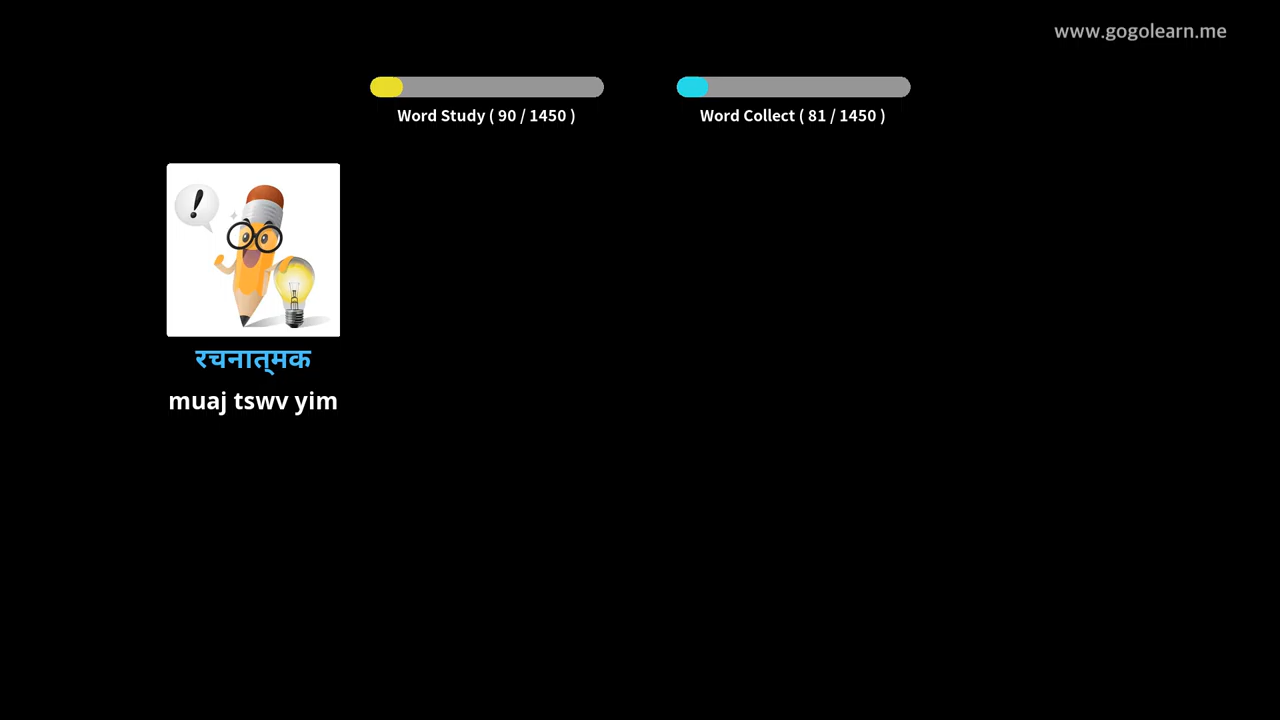 www.gogolearn.me
Word Study ( 90 / 1450 )
Word Collect ( 81 / 1450 )
!
रचनात्मक
muaj tswv yim